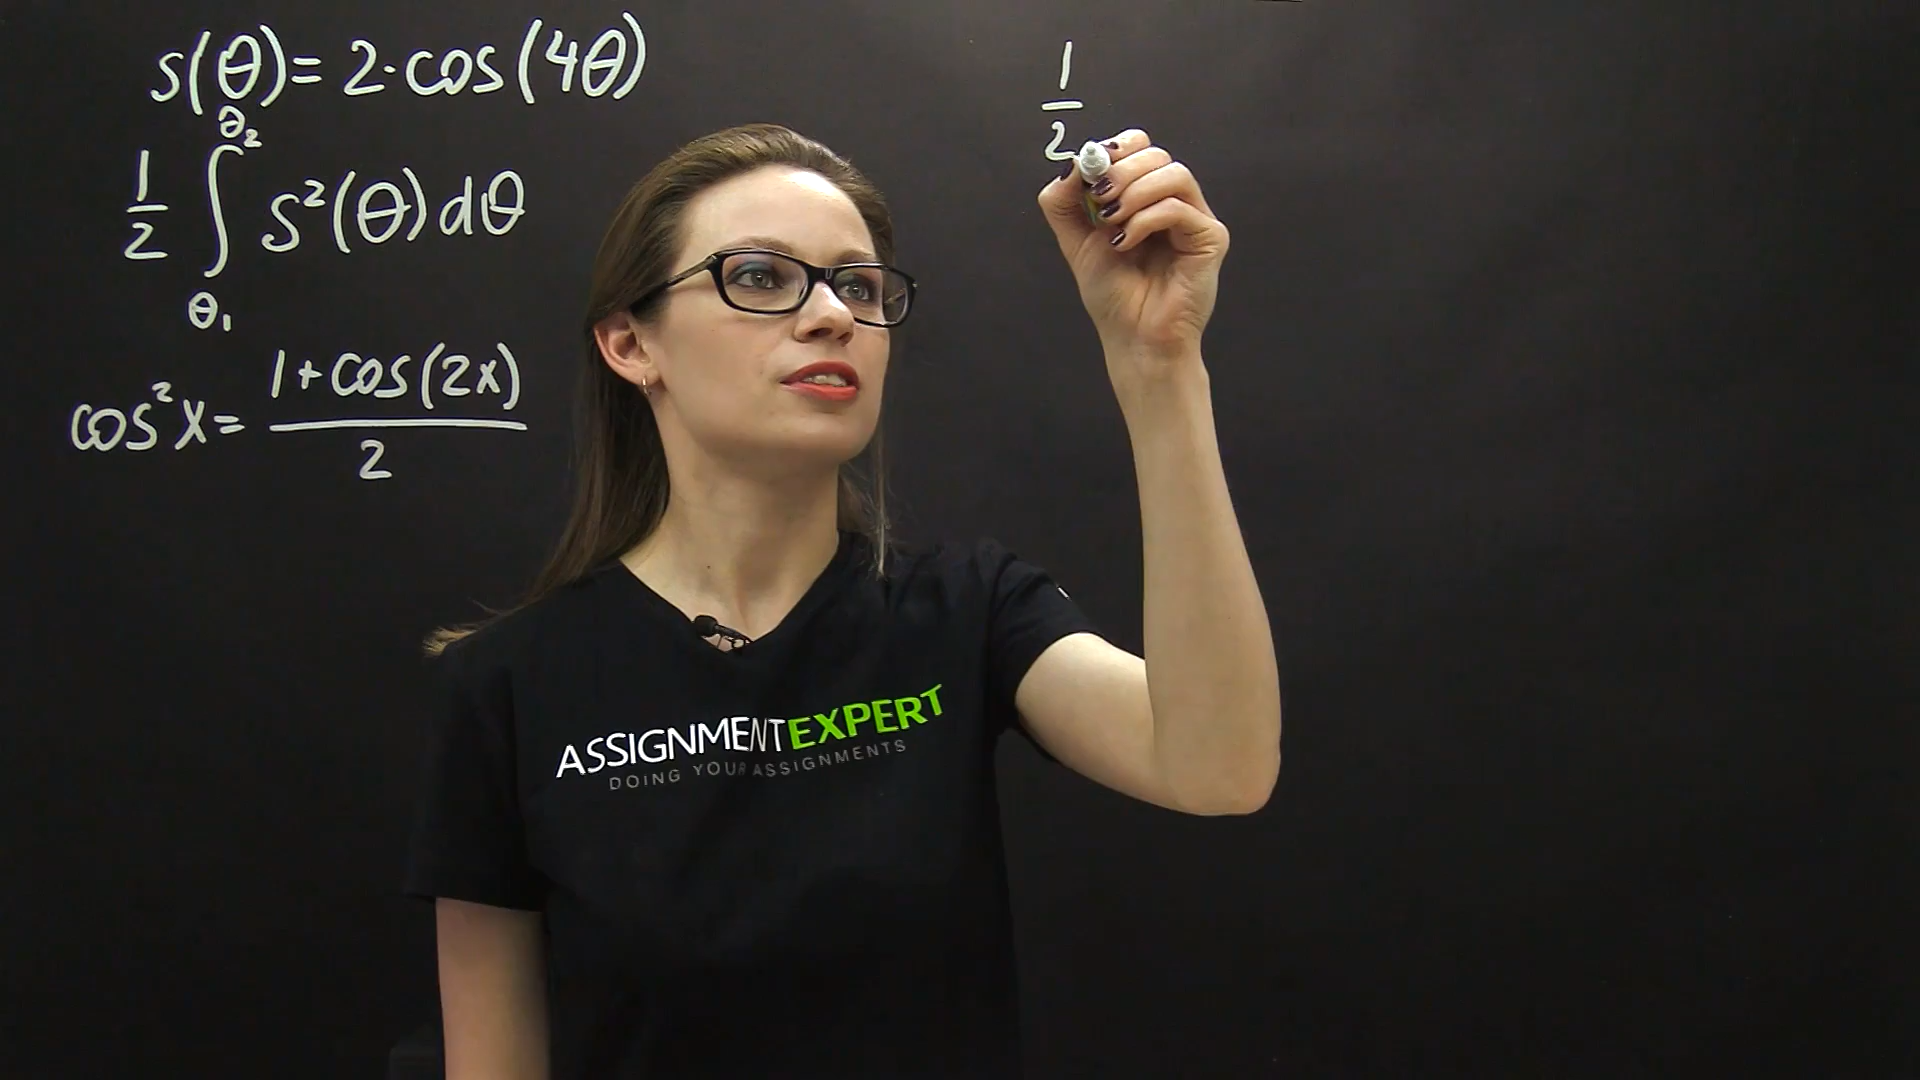 s(θ)= 2·cos(4θ)
1/2 ∫_θ₁^θ₂ s²(θ)dθ
cos²x= (1+cos(2x))/2
1/2
ASSIGNMENTEXPERT
DOING YOUR ASSIGNMENTS